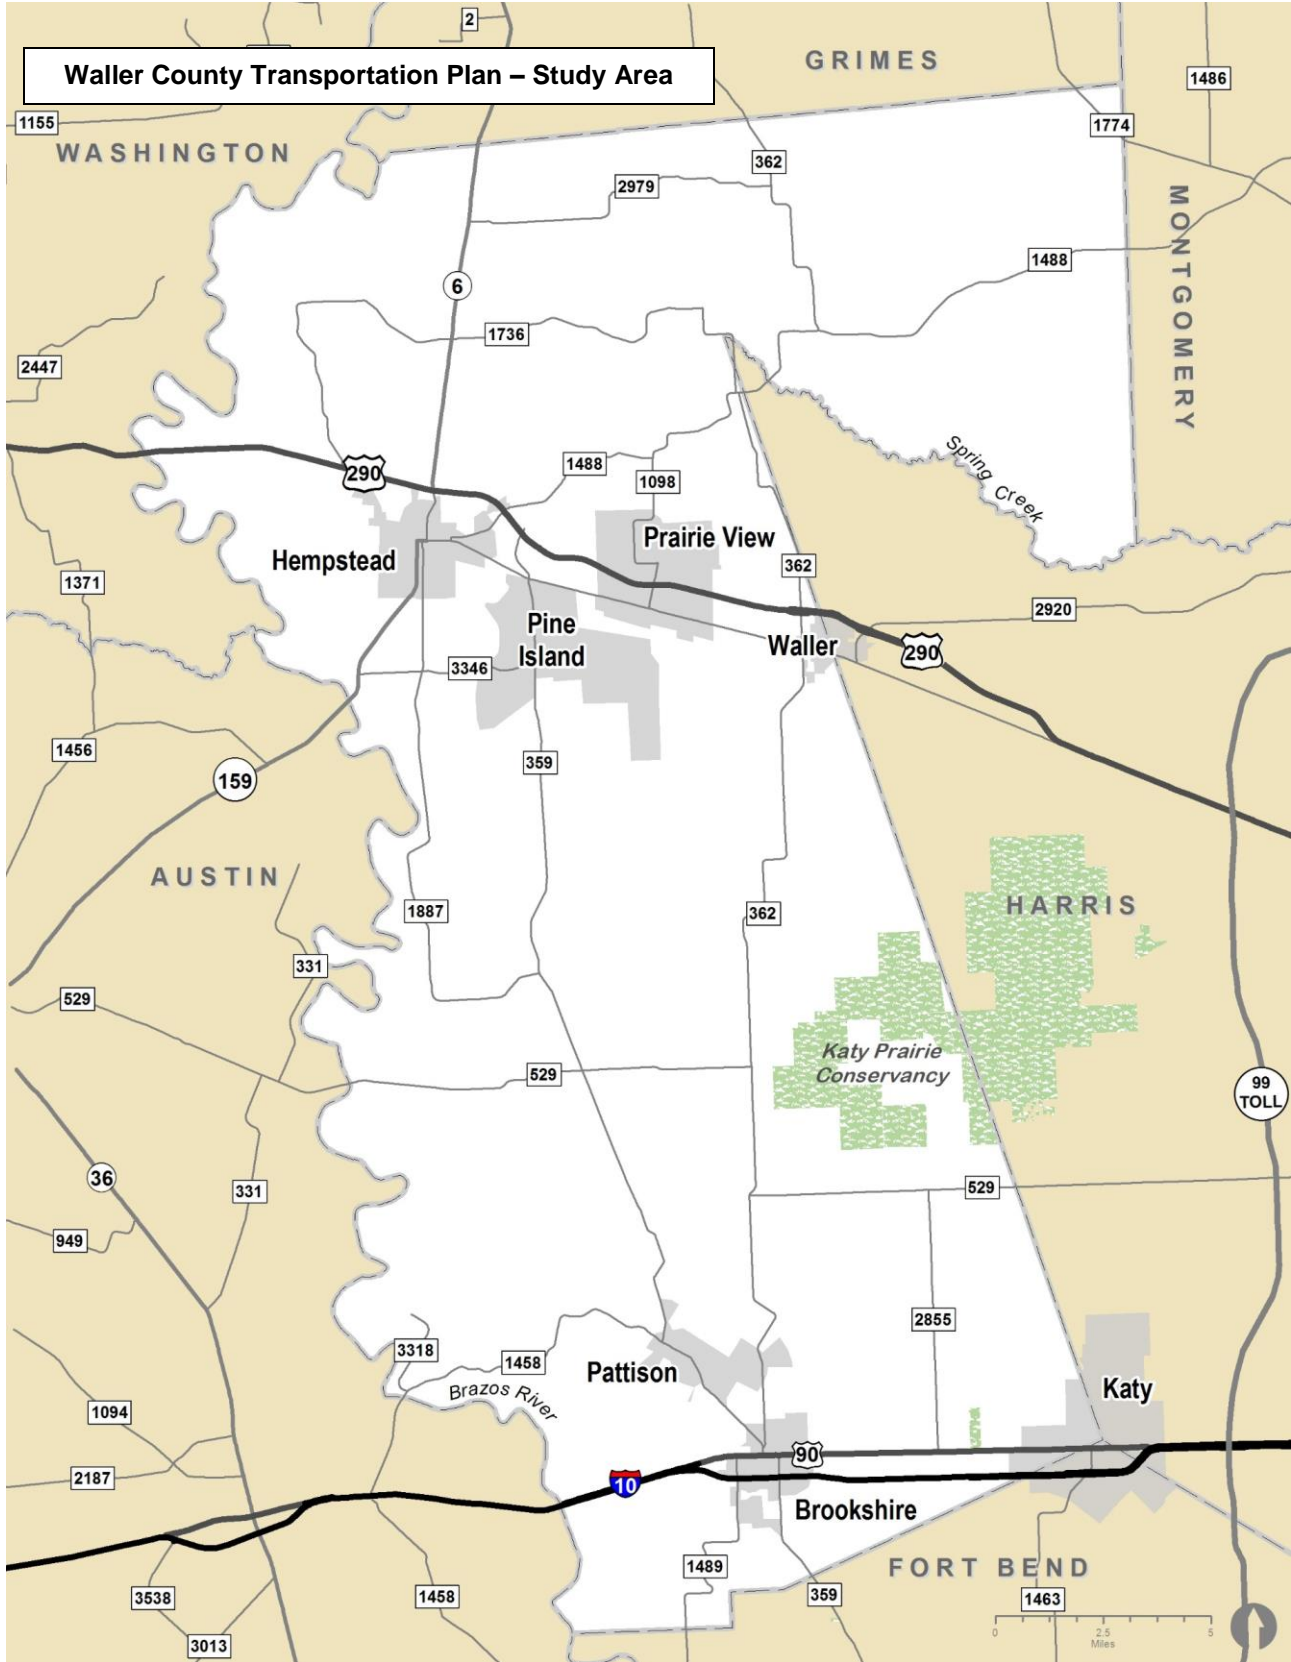 2
Waller County Transportation Plan – Study Area
GRIMES
1486
1155
1774
WASHINGTON
362
2979
MONTGOMERY
1488
6
1736
2447
290
1488
1098
Spring Creek
Prairie View
Hempstead
362
1371
2920
Pine
Island
Waller
290
3346
1456
359
159
AUSTIN
HARRIS
1887
362
331
529
Katy Prairie
Conservancy
529
99
TOLL
36
331
529
949
2855
3318
1458
Pattison
Brazos River
Katy
1094
90
2187
10
Brookshire
1489
FORT BEND
3538
1458
359
1463
3013
0
2.5
5
Miles